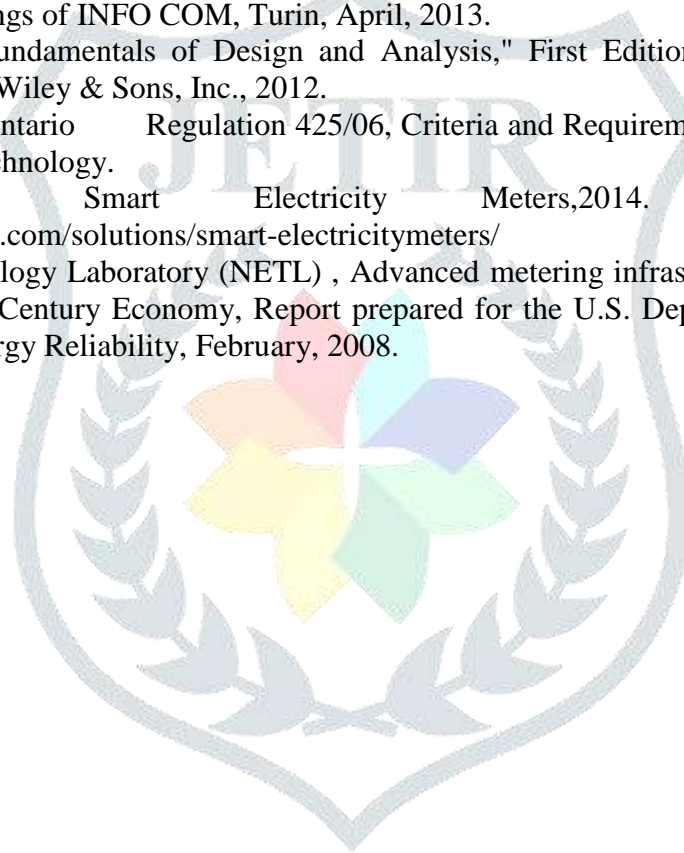 ngs of INFO COM, Turin, April, 2013.
undamentals of Design and Analysis," First Edition
Wiley & Sons, Inc., 2012.
ntario Regulation 425/06, Criteria and Requirem
chnology.
Smart Electricity Meters,2014.
.com/solutions/smart-electricitymeters/
logy Laboratory (NETL) , Advanced metering infras
Century Economy, Report prepared for the U.S. Dep
rgy Reliability, February, 2008.
JETIR